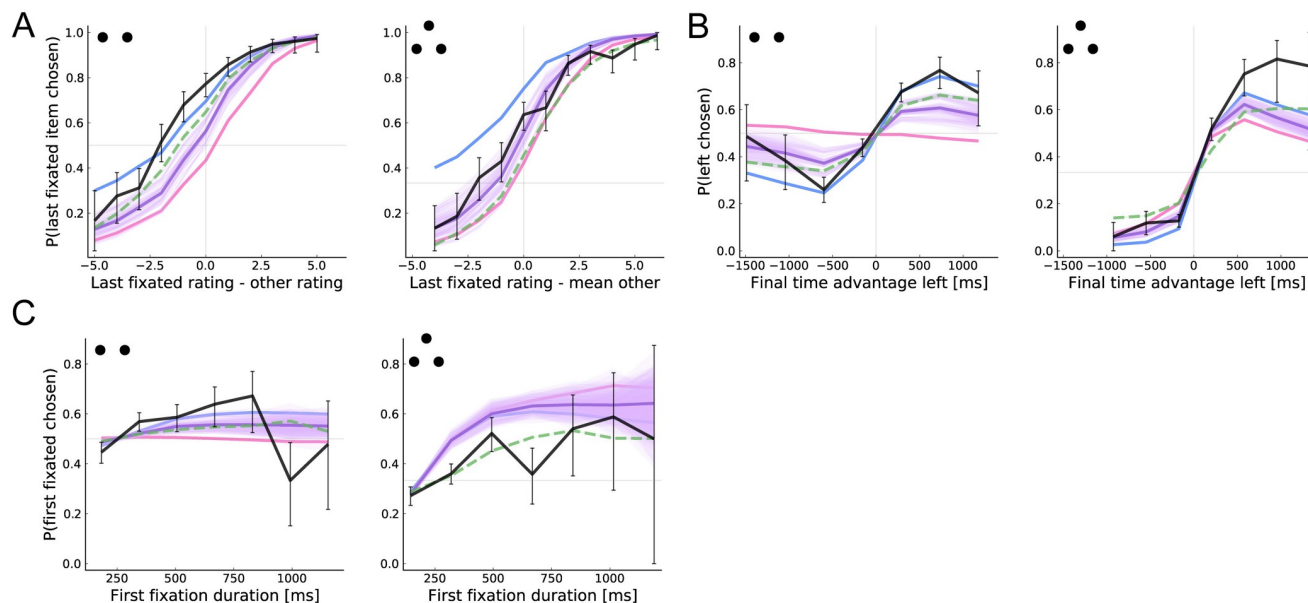 A
P(last fixated item chosen)
1.0
0.8
0.6
0.4
0.2
−5.0 −2.5 0.0 2.5 5.0
Last fixated rating - other rating
1.0
0.8
0.6
0.4
0.2
−5.0 −2.5 0.0 2.5 5.0
Last fixated rating - mean other
B
P(left chosen)
0.8
0.6
0.4
0.2
0.0
−1500 −1000 −500 0 500 1000
Final time advantage left [ms]
0.8
0.6
0.4
0.2
0.0
−1500 −1000 −500 0 500 1000
Final time advantage left [ms]
C
P(first fixated chosen)
0.8
0.6
0.4
0.2
0.0
250 500 750 1000
First fixation duration [ms]
0.8
0.6
0.4
0.2
0.0
250 500 750 1000
First fixation duration [ms]